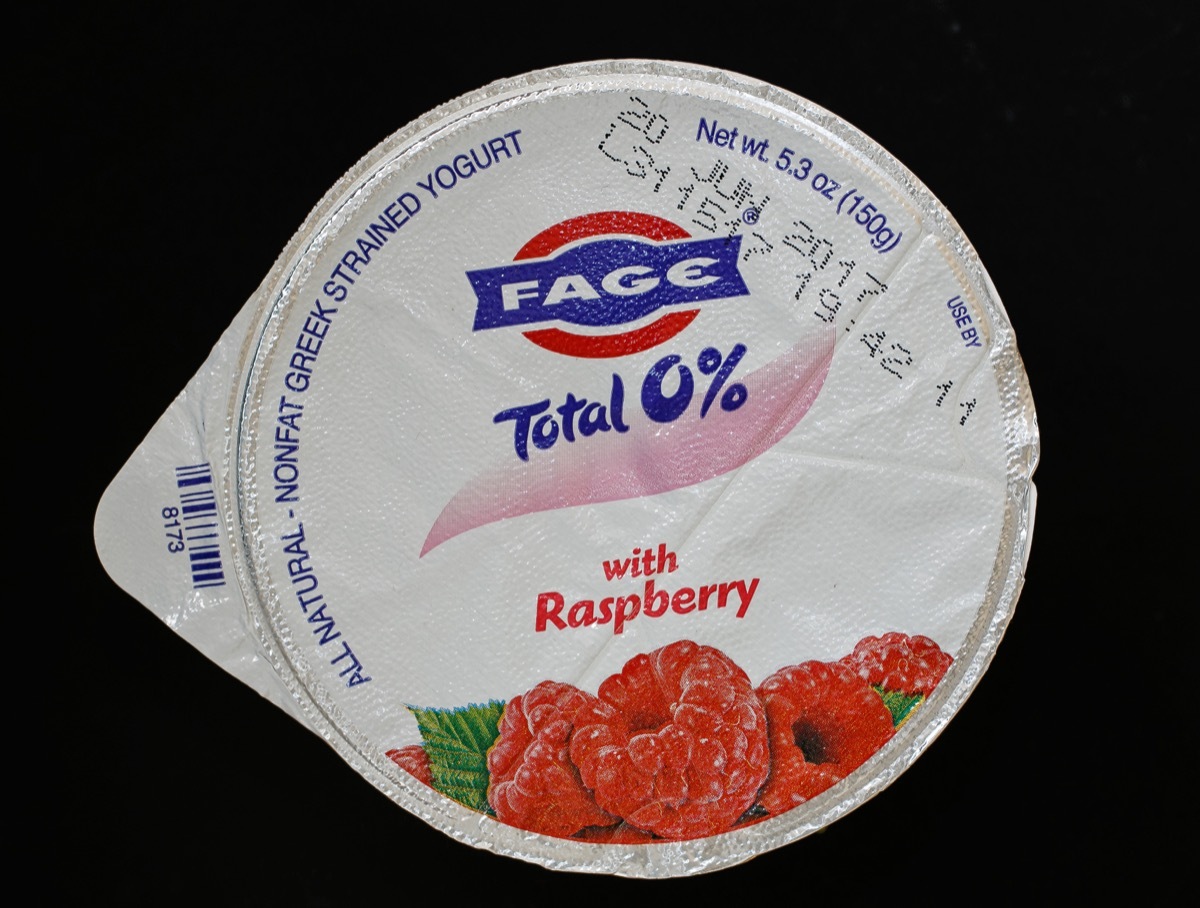 ALL NATURAL - NONFAT GREEK STRAINED YOGURT
Net wt. 5.3 oz (150g)
20 JUN 2017
USE BY
FAGE®
Total 0%
with
Raspberry
8173